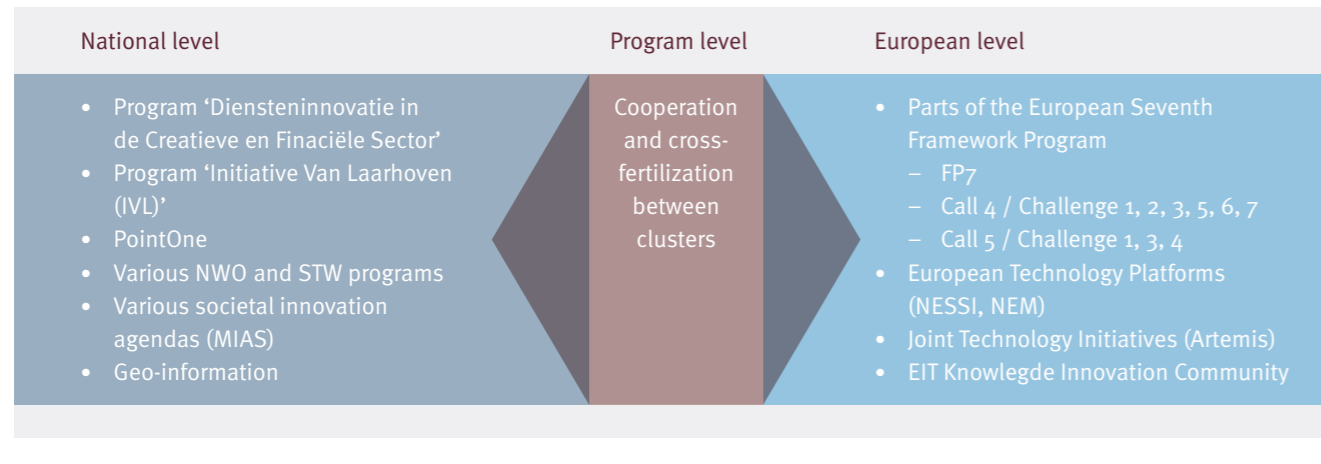 National level
• Program ‘Diensteninnovatie in
de Creatieve en Finaciële Sector’
• Program ‘Initiative Van Laarhoven
(IVL)’
• PointOne
• Various NWO and STW programs
• Various societal innovation
agendas (MIAS)
• Geo-information
Program level
Cooperation
and cross-
fertilization
between
clusters
European level
• Parts of the European Seventh
Framework Program
– FP7
– Call 4 / Challenge 1, 2, 3, 5, 6, 7
– Call 5 / Challenge 1, 3, 4
• European Technology Platforms
(NESSI, NEM)
• Joint Technology Initiatives (Artemis)
• EIT Knowlegde Innovation Community